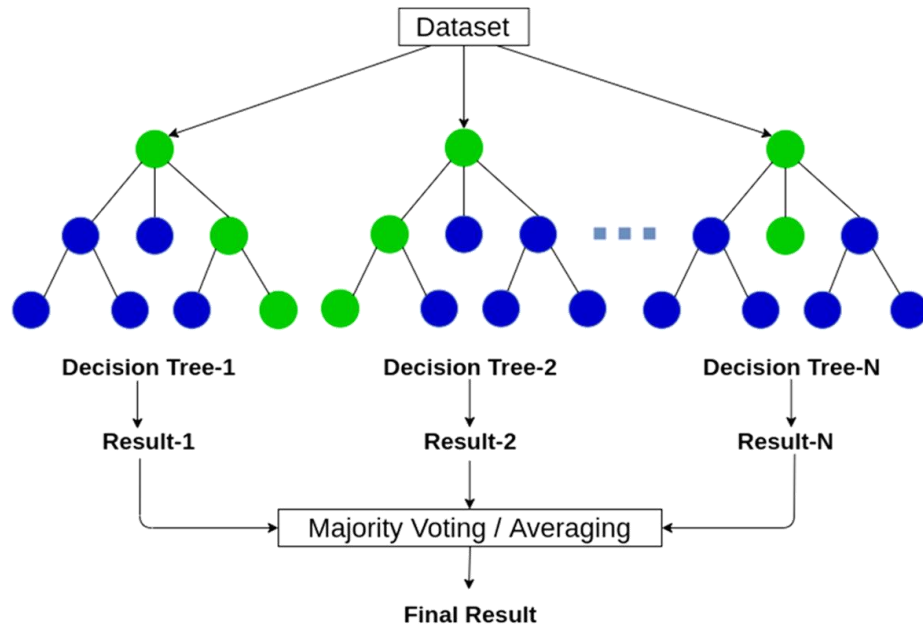 Dataset
Decision Tree-1
Decision Tree-2
Decision Tree-N
Result-1
Result-2
Result-N
Majority Voting / Averaging
Final Result